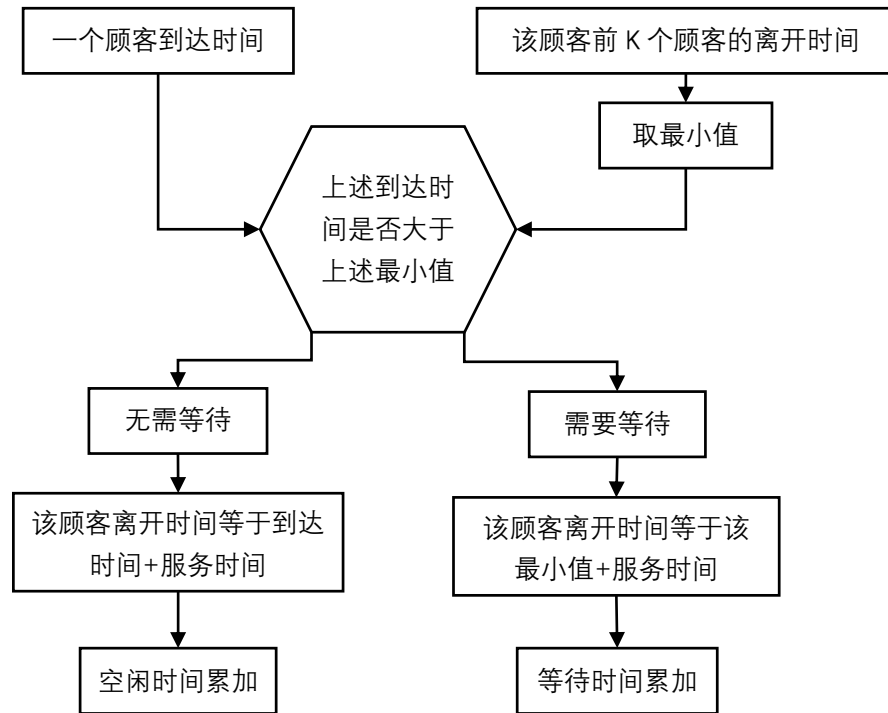 一个顾客到达时间
该顾客前 K 个顾客的离开时间
取最小值
上述到达时
间是否大于
上述最小值
无需等待
需要等待
该顾客离开时间等于到达
时间+服务时间
该顾客离开时间等于该
最小值+服务时间
空闲时间累加
等待时间累加